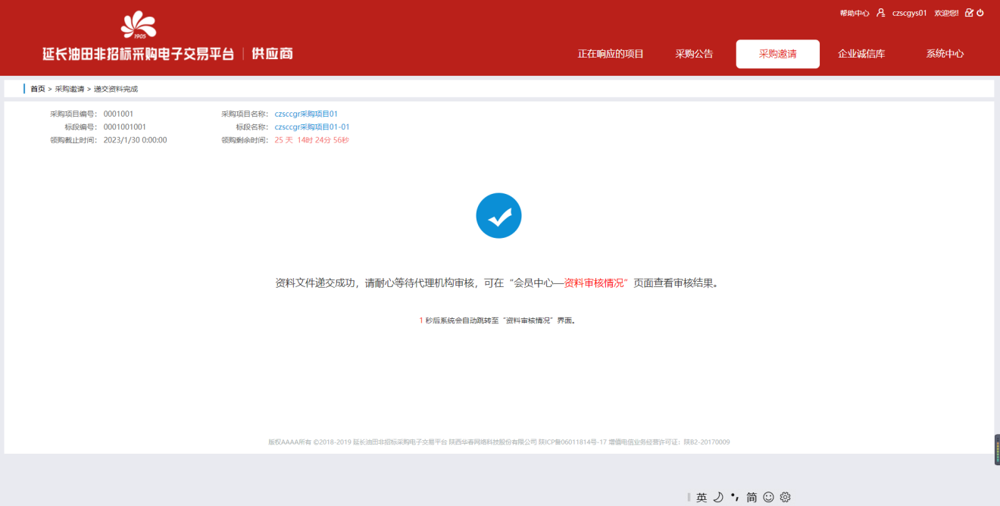 帮助中心 czscgys01 欢迎您!
1905
延长油田非招标采购电子交易平台 | 供应商
正在响应的项目 采购公告 采购邀请 企业诚信库 系统中心
首页 > 采购邀请 > 递交资料完成
采购项目编号: 0001001 采购项目名称: czsccgr采购项目01
标段编号: 0001001001 标段名称: czsccgr采购项目01-01
领购截止时间: 2023/1/30 0:00:00 领购剩余时间: 25 天 14时 24分 56秒
资料文件递交成功，请耐心等待代理机构审核，可在“会员中心—资料审核情况”页面查看审核结果。
1 秒后系统会自动跳转至“资料审核情况”界面。
版权AAAA所有 ©2018-2019 延长油田非招标采购电子交易平台 陕西华春网络科技股份有限公司 陕ICP备06011814号-17 增值电信业务经营许可证：陕B2-20170009
英 简